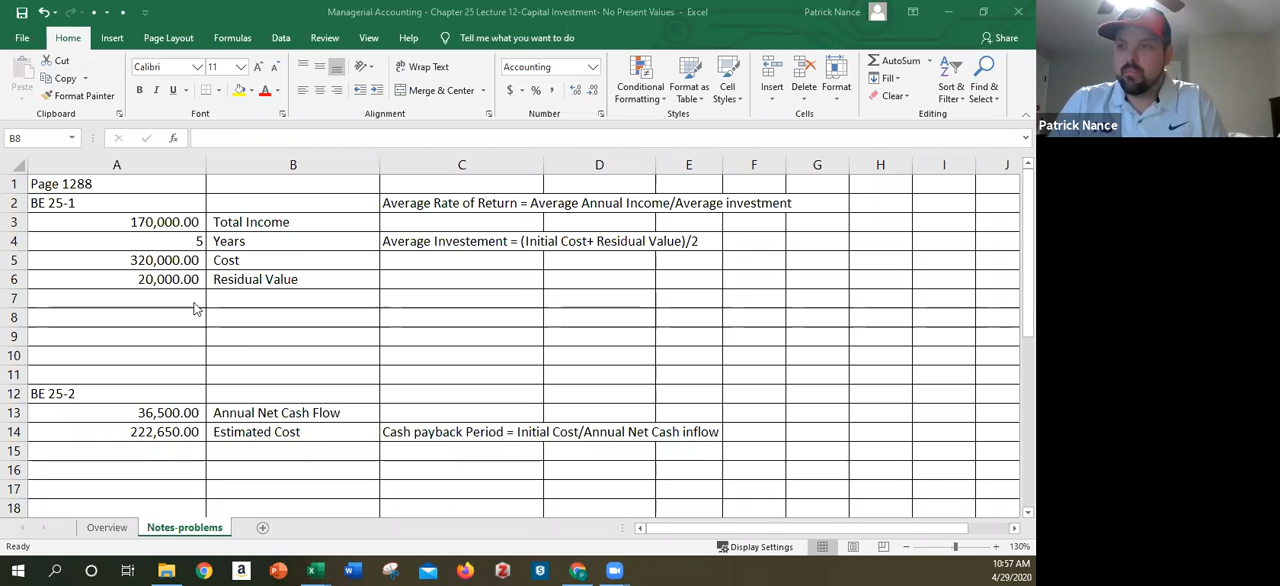 Managerial Accounting - Chapter 25 Lecture 12-Capital Investment- No Present Values - Excel
Patrick Nance
File Home Insert Page Layout Formulas Data Review View Help Tell me what you want to do Share
Paste
Cut
Copy
Format Painter
Clipboard
Calibri 11
B I U
Font
Wrap Text
Merge & Center
Alignment
Accounting
$ % ,
Number
Conditional Formatting
Format as Table
Cell Styles
Styles
Insert
Delete
Format
Cells
AutoSum
Fill
Clear
Sort & Filter
Find & Select
Editing
Patrick Nance
B8 fx
A B C D E F G H I J
1 Page 1288
2 BE 25-1 Average Rate of Return = Average Annual Income/Average investment
3 170,000.00 Total Income
4 5 Years Average Investement = (Initial Cost+ Residual Value)/2
5 320,000.00 Cost
6 20,000.00 Residual Value
7
8
9
10
11
12 BE 25-2
13 36,500.00 Annual Net Cash Flow
14 222,650.00 Estimated Cost Cash payback Period = Initial Cost/Annual Net Cash inflow
15
16
17
18
Overview Notes-problems
Ready Display Settings 130%
10:57 AM
4/29/2020